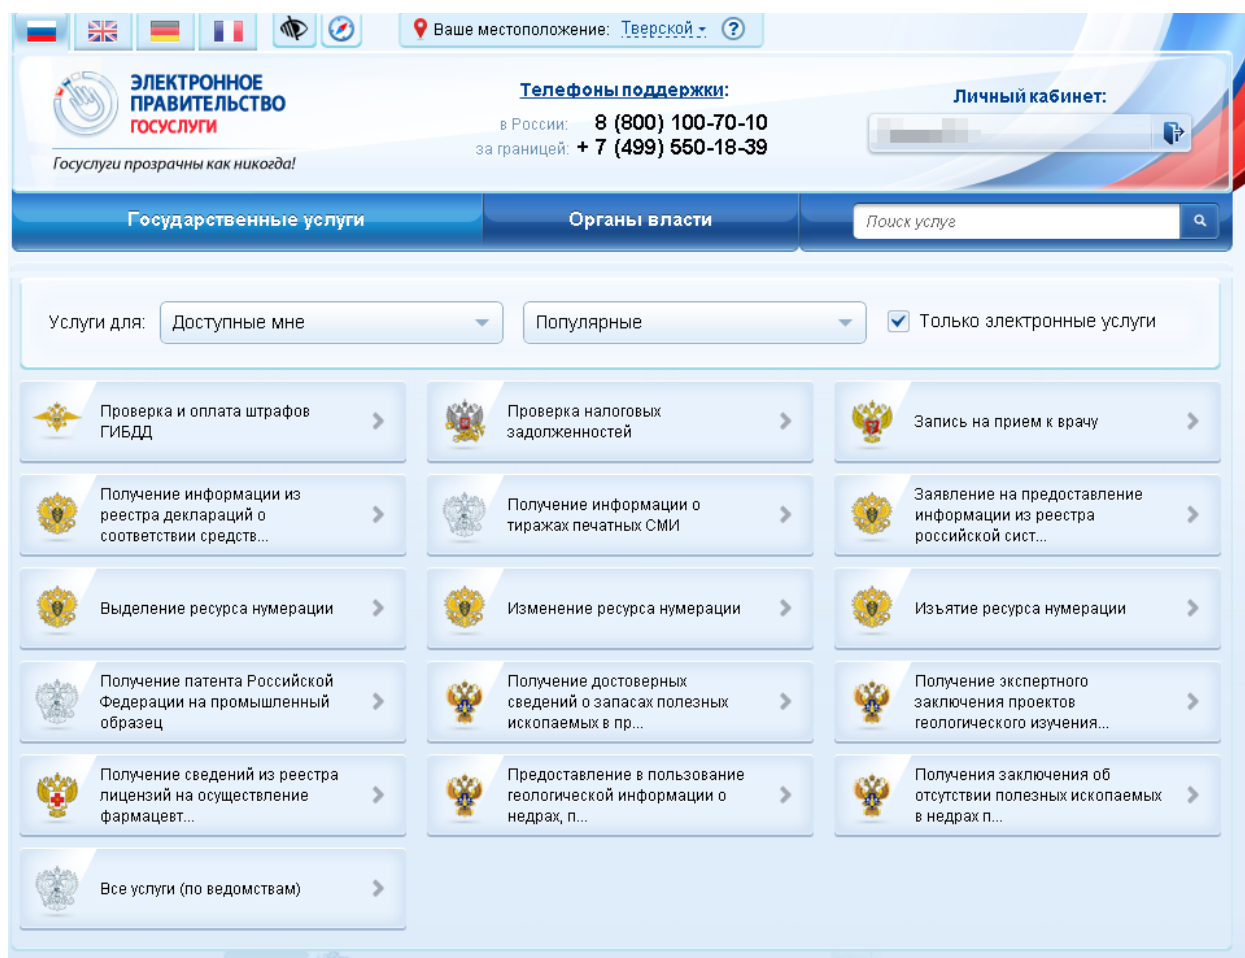 Ваше местоположение: Тверской ?
ЭЛЕКТРОННОЕ
ПРАВИТЕЛЬСТВО
ГОСУСЛУГИ
Госуслуги прозрачны как никогда!
Телефоны поддержки:
в России: 8 (800) 100-70-10
за границей: + 7 (499) 550-18-39
Личный кабинет:
Государственные услуги
Органы власти
Поиск услуг
Услуги для:
Доступные мне
Популярные
Только электронные услуги
Проверка и оплата штрафов
ГИБДД
Проверка налоговых
задолженностей
Запись на прием к врачу
Получение информации из
реестра деклараций о
соответствии средств...
Получение информации о
тиражах печатных СМИ
Заявление на предоставление
информации из реестра
российской сист...
Выделение ресурса нумерации
Изменение ресурса нумерации
Изъятие ресурса нумерации
Получение патента Российской
Федерации на промышленный
образец
Получение достоверных
сведений о запасах полезных
ископаемых в пр...
Получение экспертного
заключения проектов
геологического изучения...
Получение сведений из реестра
лицензий на осуществление
фармацевт...
Предоставление в пользование
геологической информации о
недрах, п...
Получения заключения об
отсутствии полезных ископаемых
в недрах п...
Все услуги (по ведомствам)